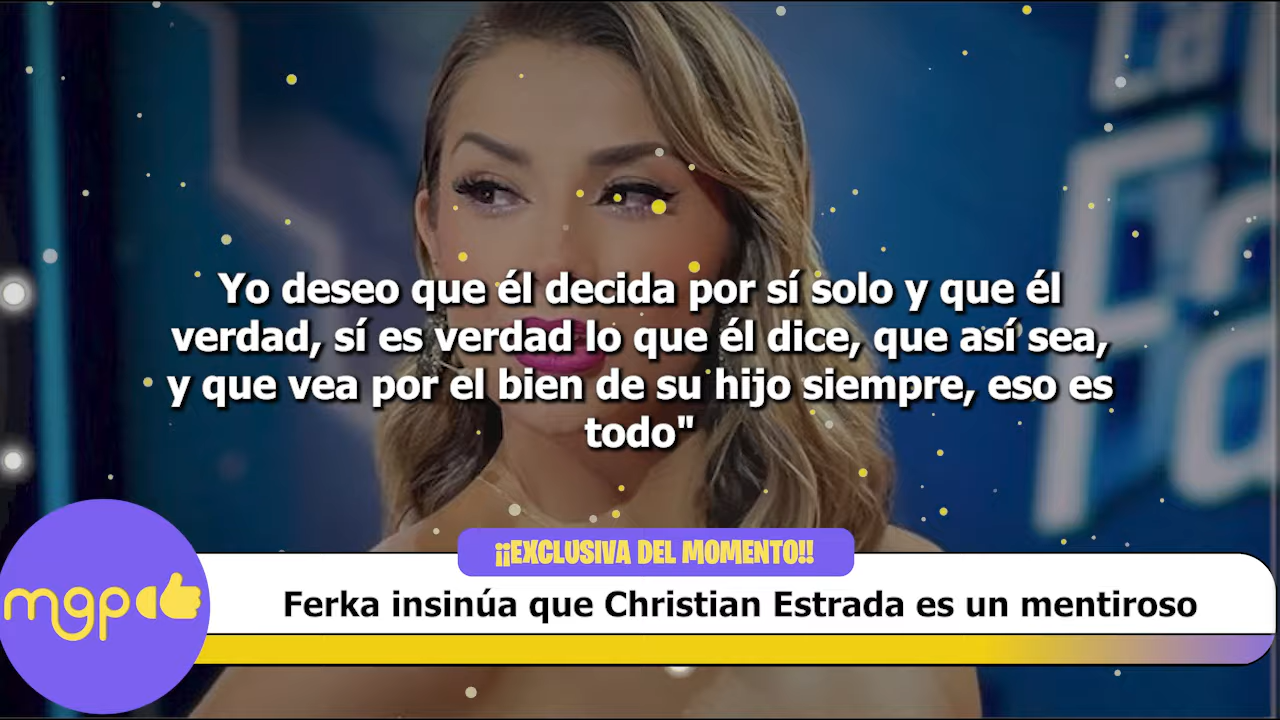 La
Fa
Yo deseo que él decida por sí solo y que él
verdad, sí es verdad lo que él dice, que así sea,
y que vea por el bien de su hijo siempre, eso es
todo"
¡¡EXCLUSIVA DEL MOMENTO!!
mgp
Ferka insinúa que Christian Estrada es un mentiroso